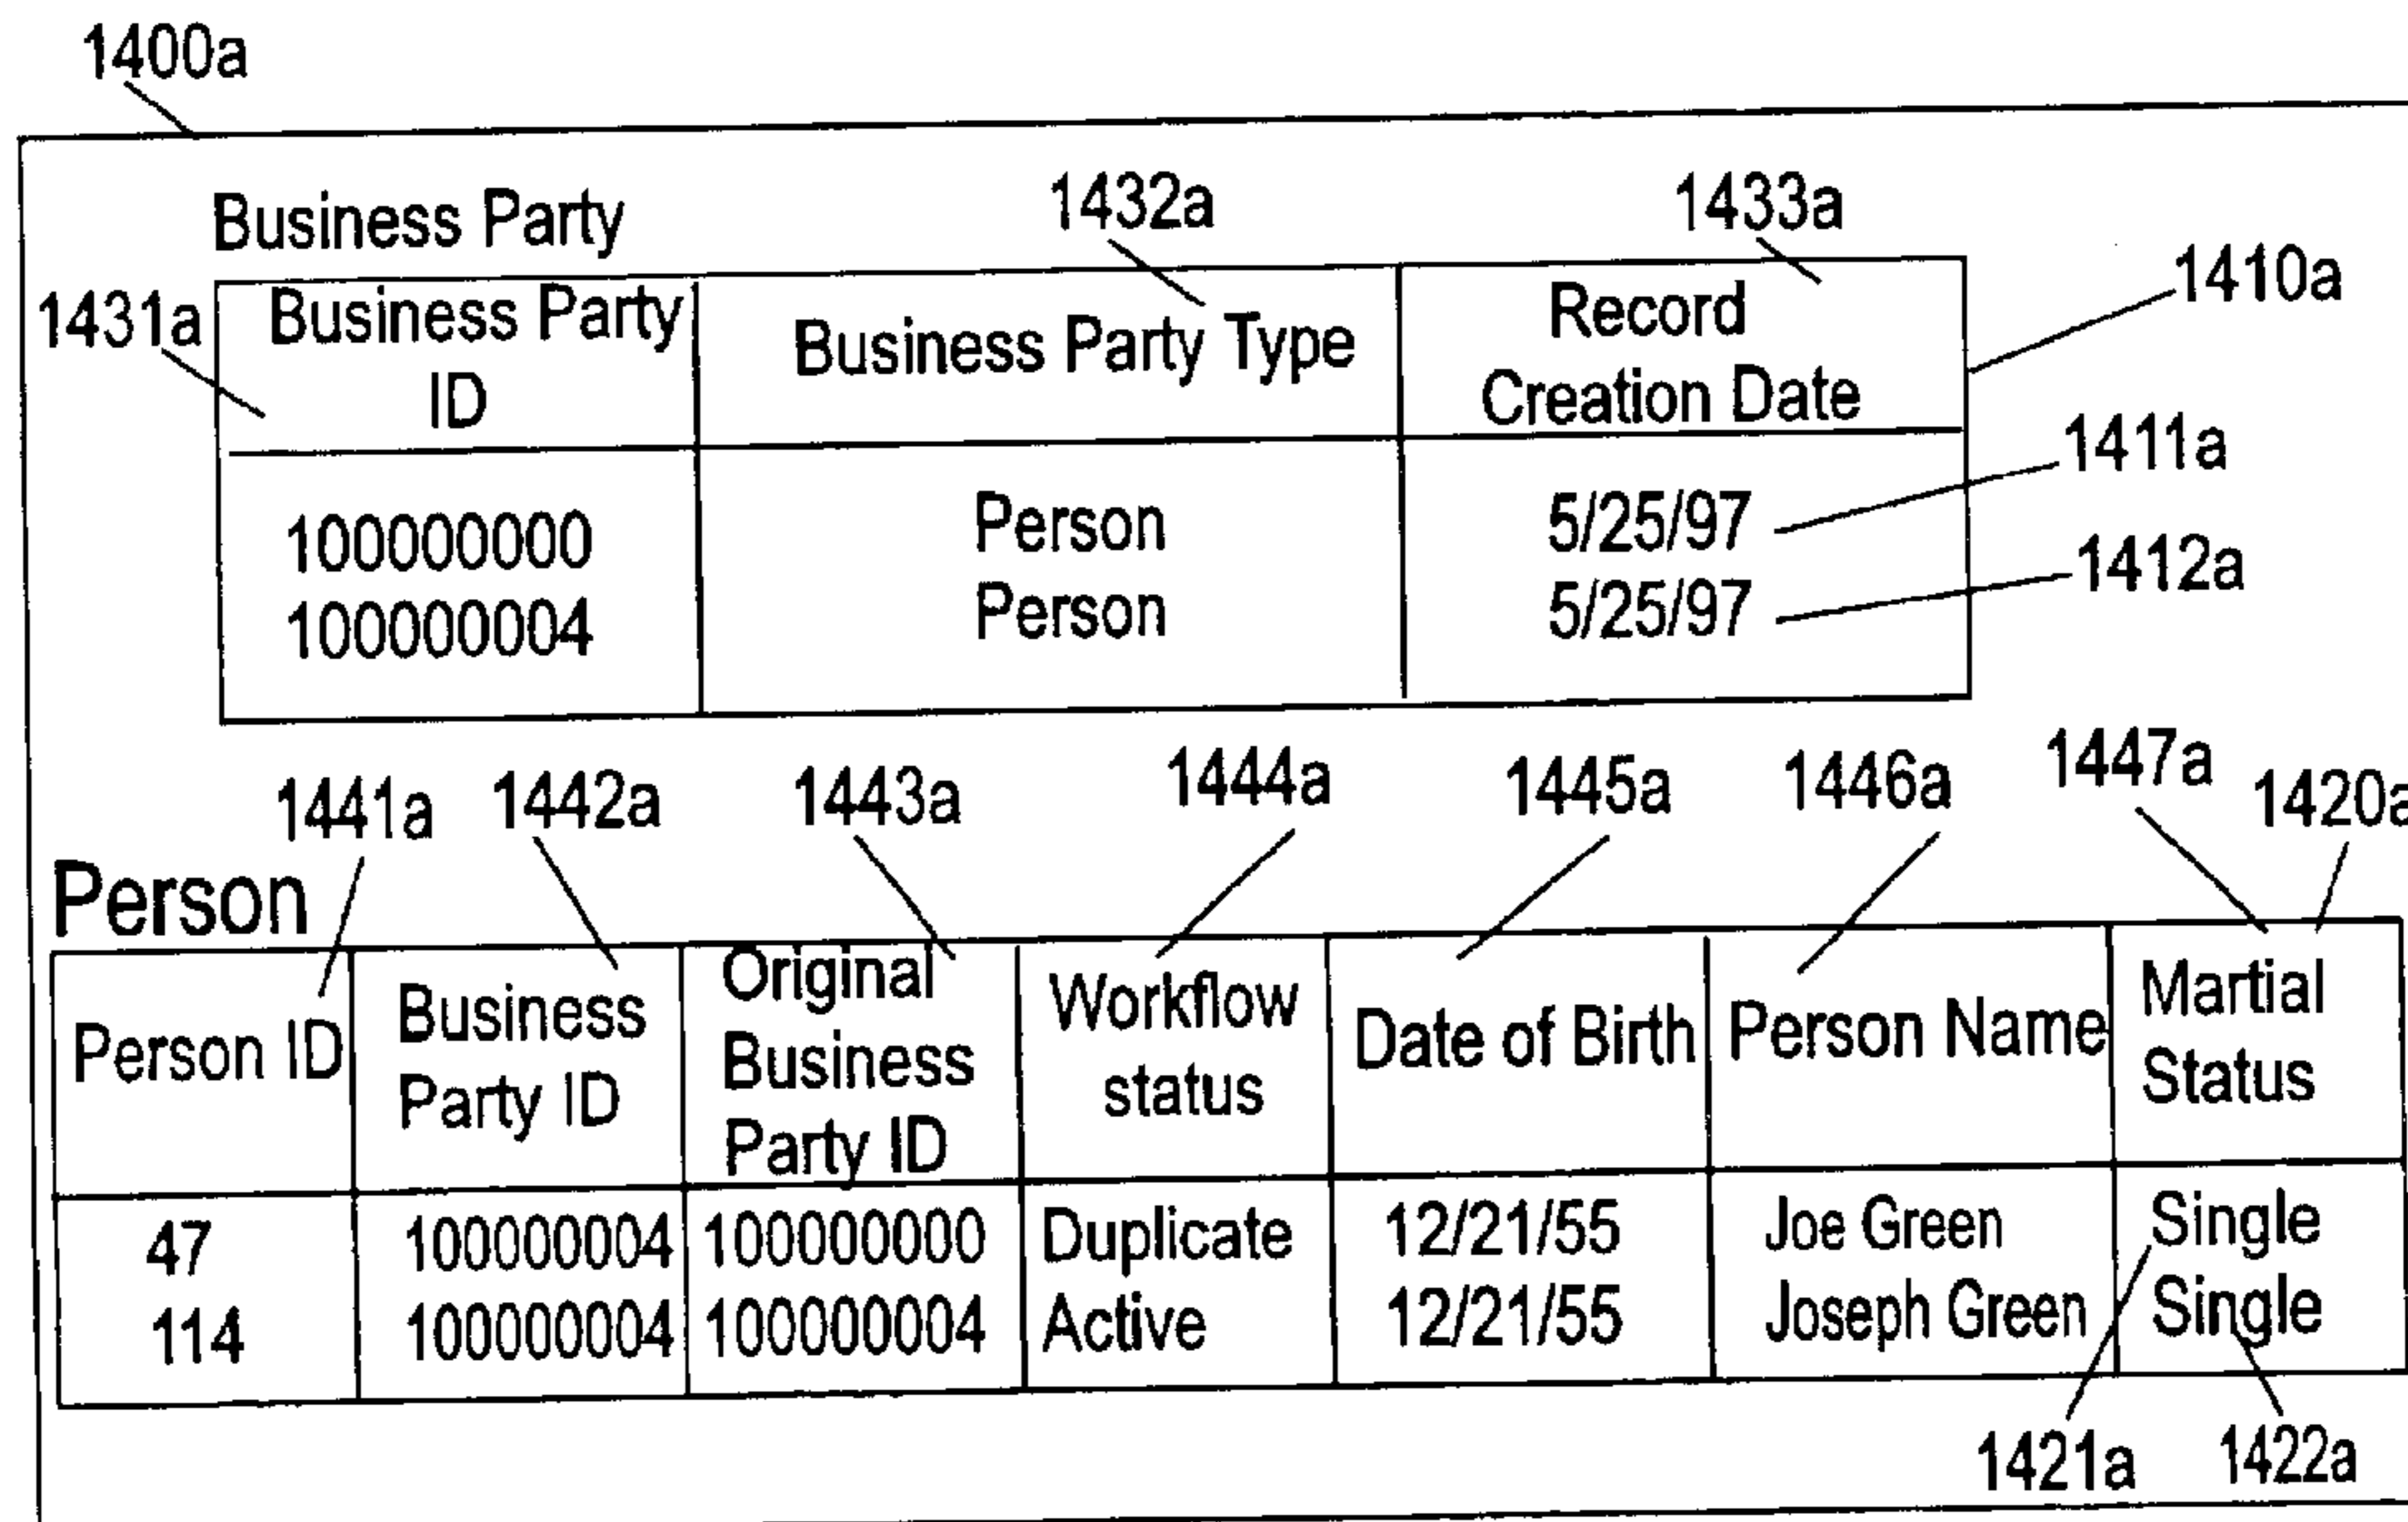 1400a
Business Party
1432a
1433a
1410a
1431a
Business Party
ID
Business Party Type
Record
Creation Date
1411a
100000000 Person 5/25/97
1412a
100000004 Person 5/25/97
1441a 1442a 1443a 1444a 1445a 1446a 1447a 1420a
Person
Person ID
Business
Party ID
Original
Business
Party ID
Workflow
status
Date of Birth
Person Name
Martial
Status
47 100000004 100000000 Duplicate 12/21/55 Joe Green Single
114 100000004 100000004 Active 12/21/55 Joseph Green Single
1421a 1422a